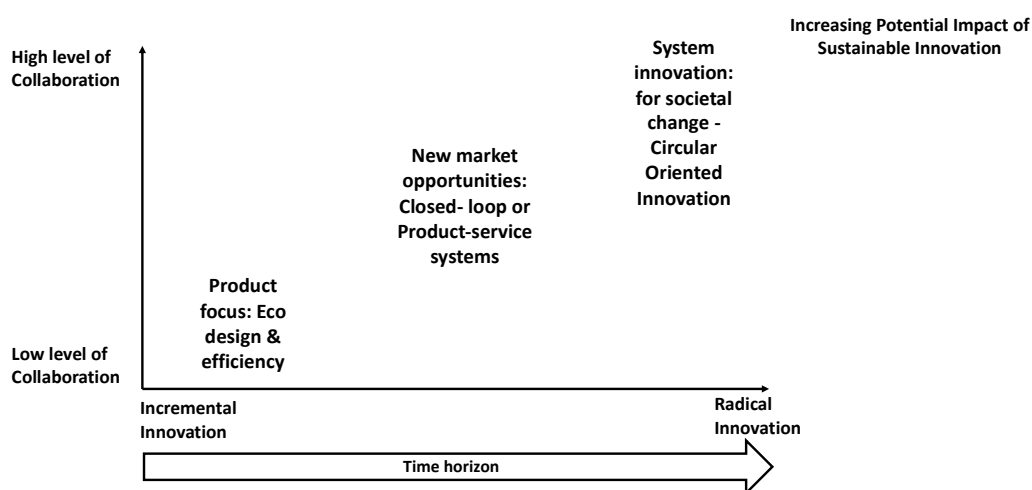 Increasing Potential Impact of
Sustainable Innovation
High level of
Collaboration
System
innovation:
for societal
change -
Circular
Oriented
Innovation
New market
opportunities:
Closed- loop or
Product-service
systems
Product
focus: Eco
design &
efficiency
Low level of
Collaboration
Incremental
Innovation
Radical
Innovation
Time horizon